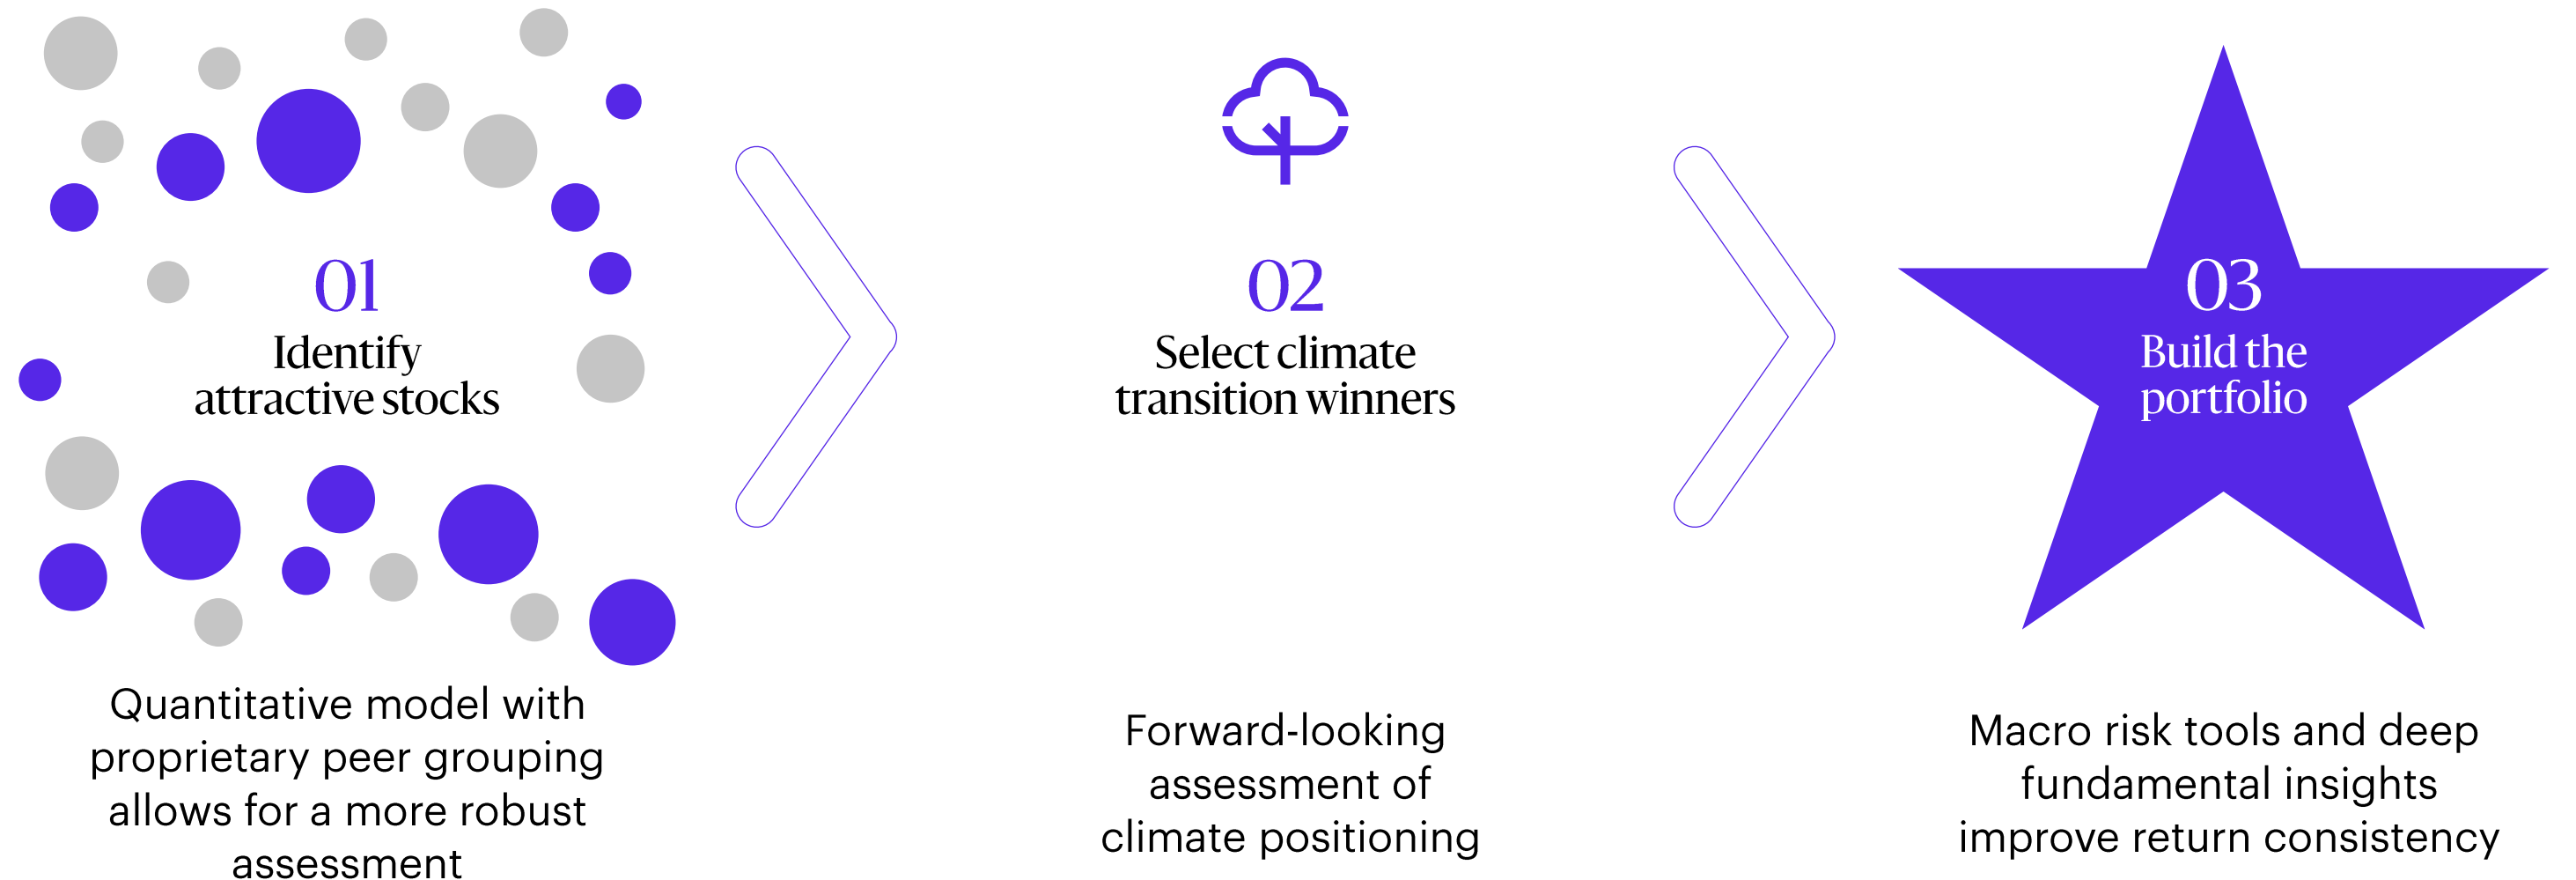 01
Identify
attractive stocks
Quantitative model with
proprietary peer grouping
allows for a more robust
assessment
02
Select climate
transition winners
Forward-looking
assessment of
climate positioning
03
Build the
portfolio
Macro risk tools and deep
fundamental insights
improve return consistency